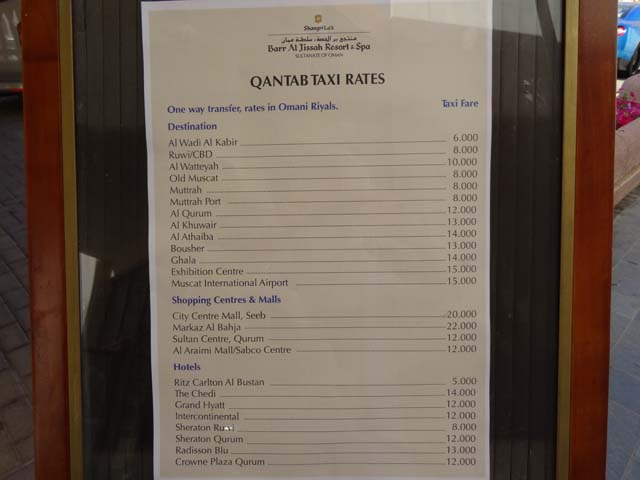 Shangri-La's
منتجع بر الجصة، سلطنة عمان
Barr Al Jissah Resort & Spa
SULTANATE OF OMAN
QANTAB TAXI RATES
One way transfer, rates in Omani Riyals. Taxi Fare
Destination
Al Wadi Al Kabir 6.000
Ruwi/CBD 8.000
Al Watteyah 10.000
Old Muscat 8.000
Muttrah 8.000
Muttrah Port 8.000
Al Qurum 12.000
Al Khuwair 13.000
Al Athaiba 14.000
Bousher 13.000
Ghala 14.000
Exhibition Centre 15.000
Muscat International Airport 15.000
Shopping Centres & Malls
City Centre Mall, Seeb 20.000
Markaz Al Bahja 22.000
Sultan Centre, Qurum 12.000
Al Araimi Mall/Sabco Centre 12.000
Hotels
Ritz Carlton Al Bustan 5.000
The Chedi 14.000
Grand Hyatt 12.000
Intercontinental 12.000
Sheraton Ruwi 8.000
Sheraton Qurum 12.000
Radisson Blu 13.000
Crowne Plaza Qurum 12.000